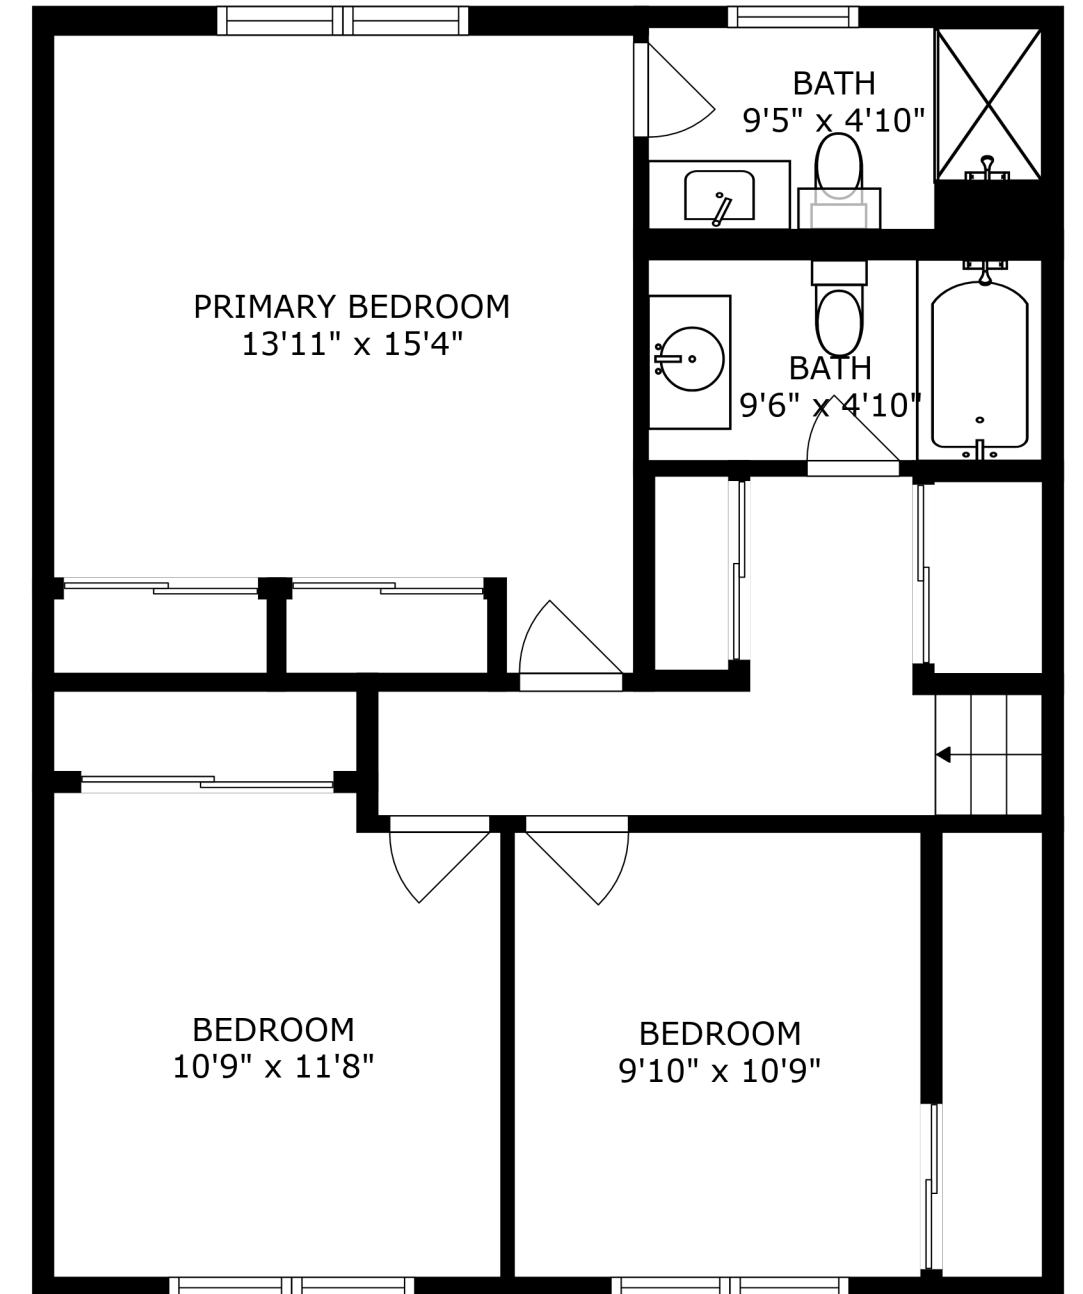 BATH
9'5" x 4'10"
PRIMARY BEDROOM
13'11" x 15'4"
BATH
9'6" x 4'10"
BEDROOM
10'9" x 11'8"
BEDROOM
9'10" x 10'9"